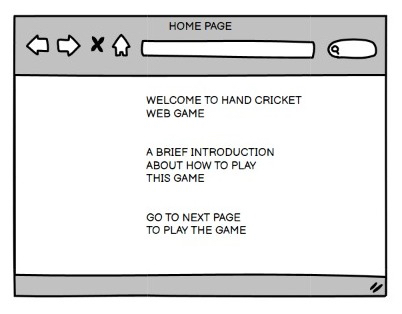 HOME PAGE
WELCOME TO HAND CRICKET
WEB GAME
A BRIEF INTRODUCTION
ABOUT HOW TO PLAY
THIS GAME
GO TO NEXT PAGE
TO PLAY THE GAME